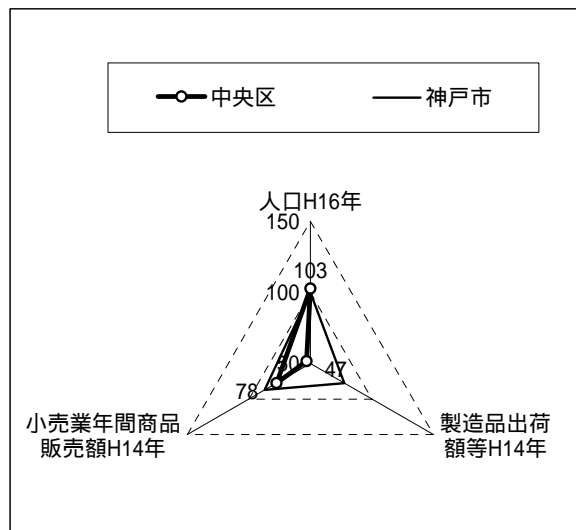 中央区
神戸市
人口H16年
150
103
100
47
78
小売業年間商品
販売額H14年
製造品出荷
額等H14年